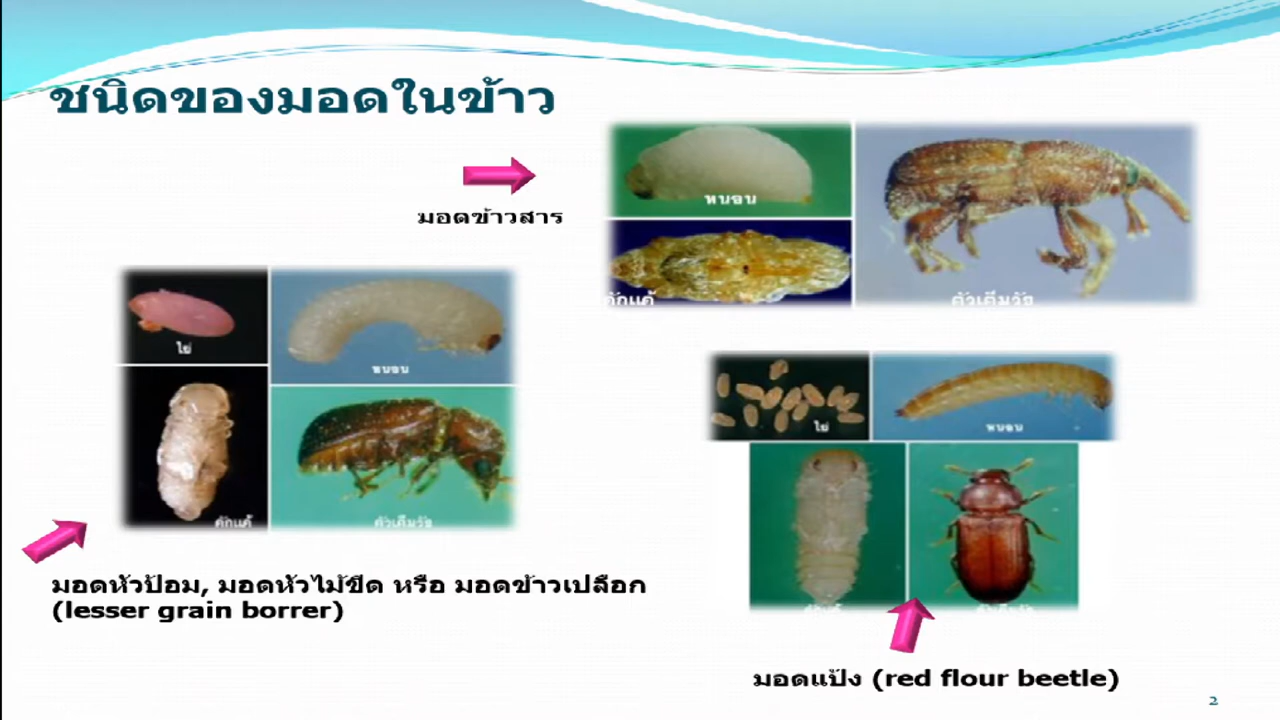 ชนิดของมอดในข้าว
มอดข้าวสาร
หนอน
ดักแด้
ตัวเต็มวัย
ไข่
หนอน
ดักแด้
ตัวเต็มวัย
มอดหัวป้อม, มอดหัวไม้ขีด หรือ มอดข้าวเปลือก
(lesser grain borrer)
ไข่
หนอน
มอดแป้ง (red flour beetle)
2